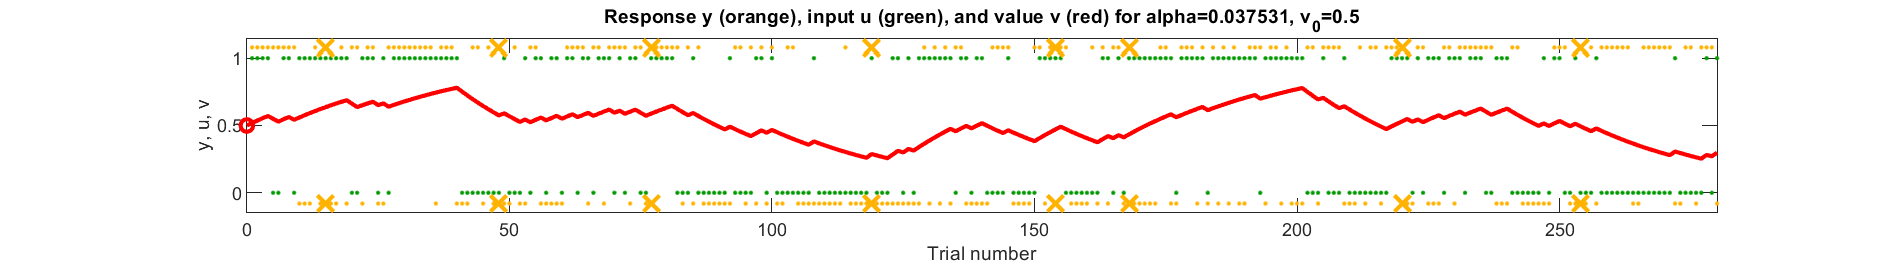 Response y (orange), input u (green), and value v (red) for alpha=0.037531, v0=0.5
y, u, v
1
0.5
0
0 50 100 150 200 250
Trial number